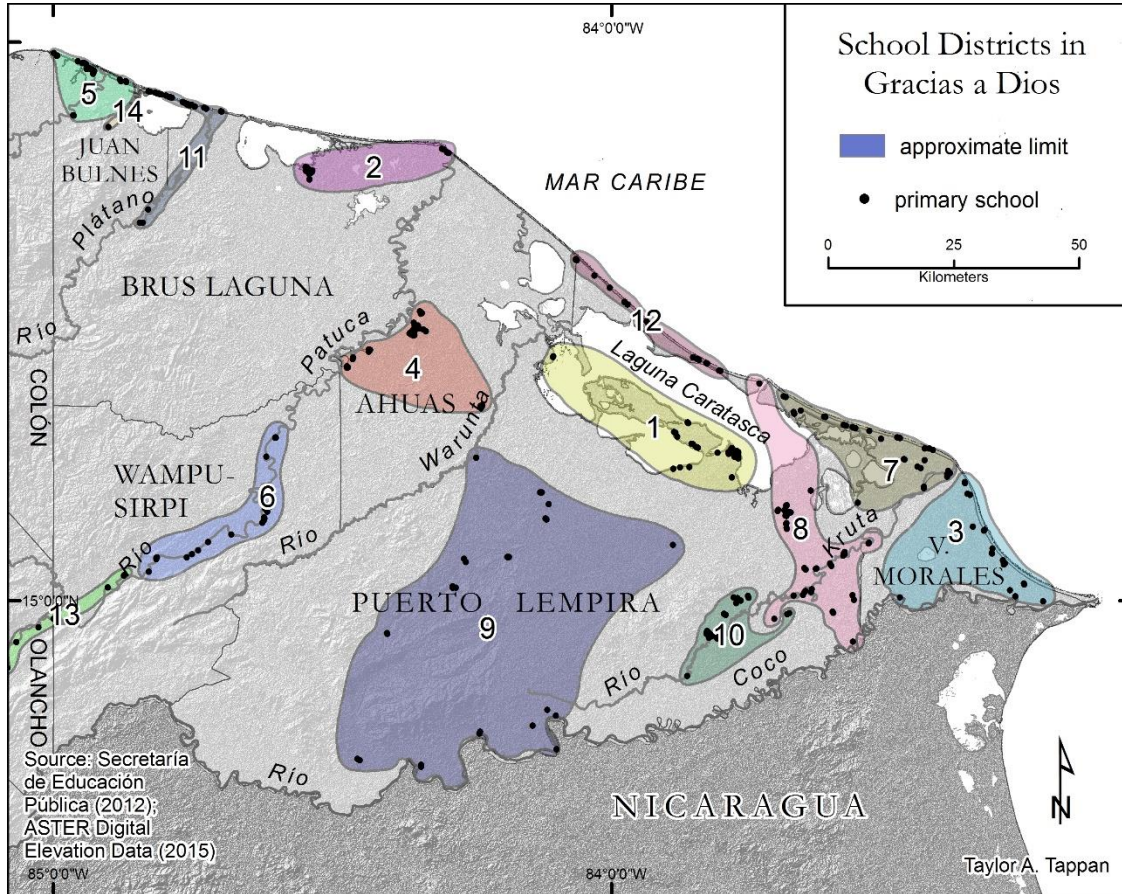 84°0'0"W
School Districts in
Gracias a Dios
approximate limit
primary school
0 25 50
Kilometers
MAR CARIBE
5
14
JUAN
BULNES
11
2
Plátano
Río
BRUS LAGUNA
12
Patuca
4
AHUAS
Laguna Caratasca
1
Warunta
COLÓN
WAMPU-
SIRPI
6
Río
Río
7
8
Kruta
3
V.
MORALES
15°0'0"N
13
PUERTO LEMPIRA
9
10
Río
Coco
OLANCHO
Río
Source: Secretaría
de Educación
Pública (2012);
ASTER Digital
Elevation Data (2015)
NICARAGUA
N
Taylor A. Tappan
85°0'0"W
84°0'0"W